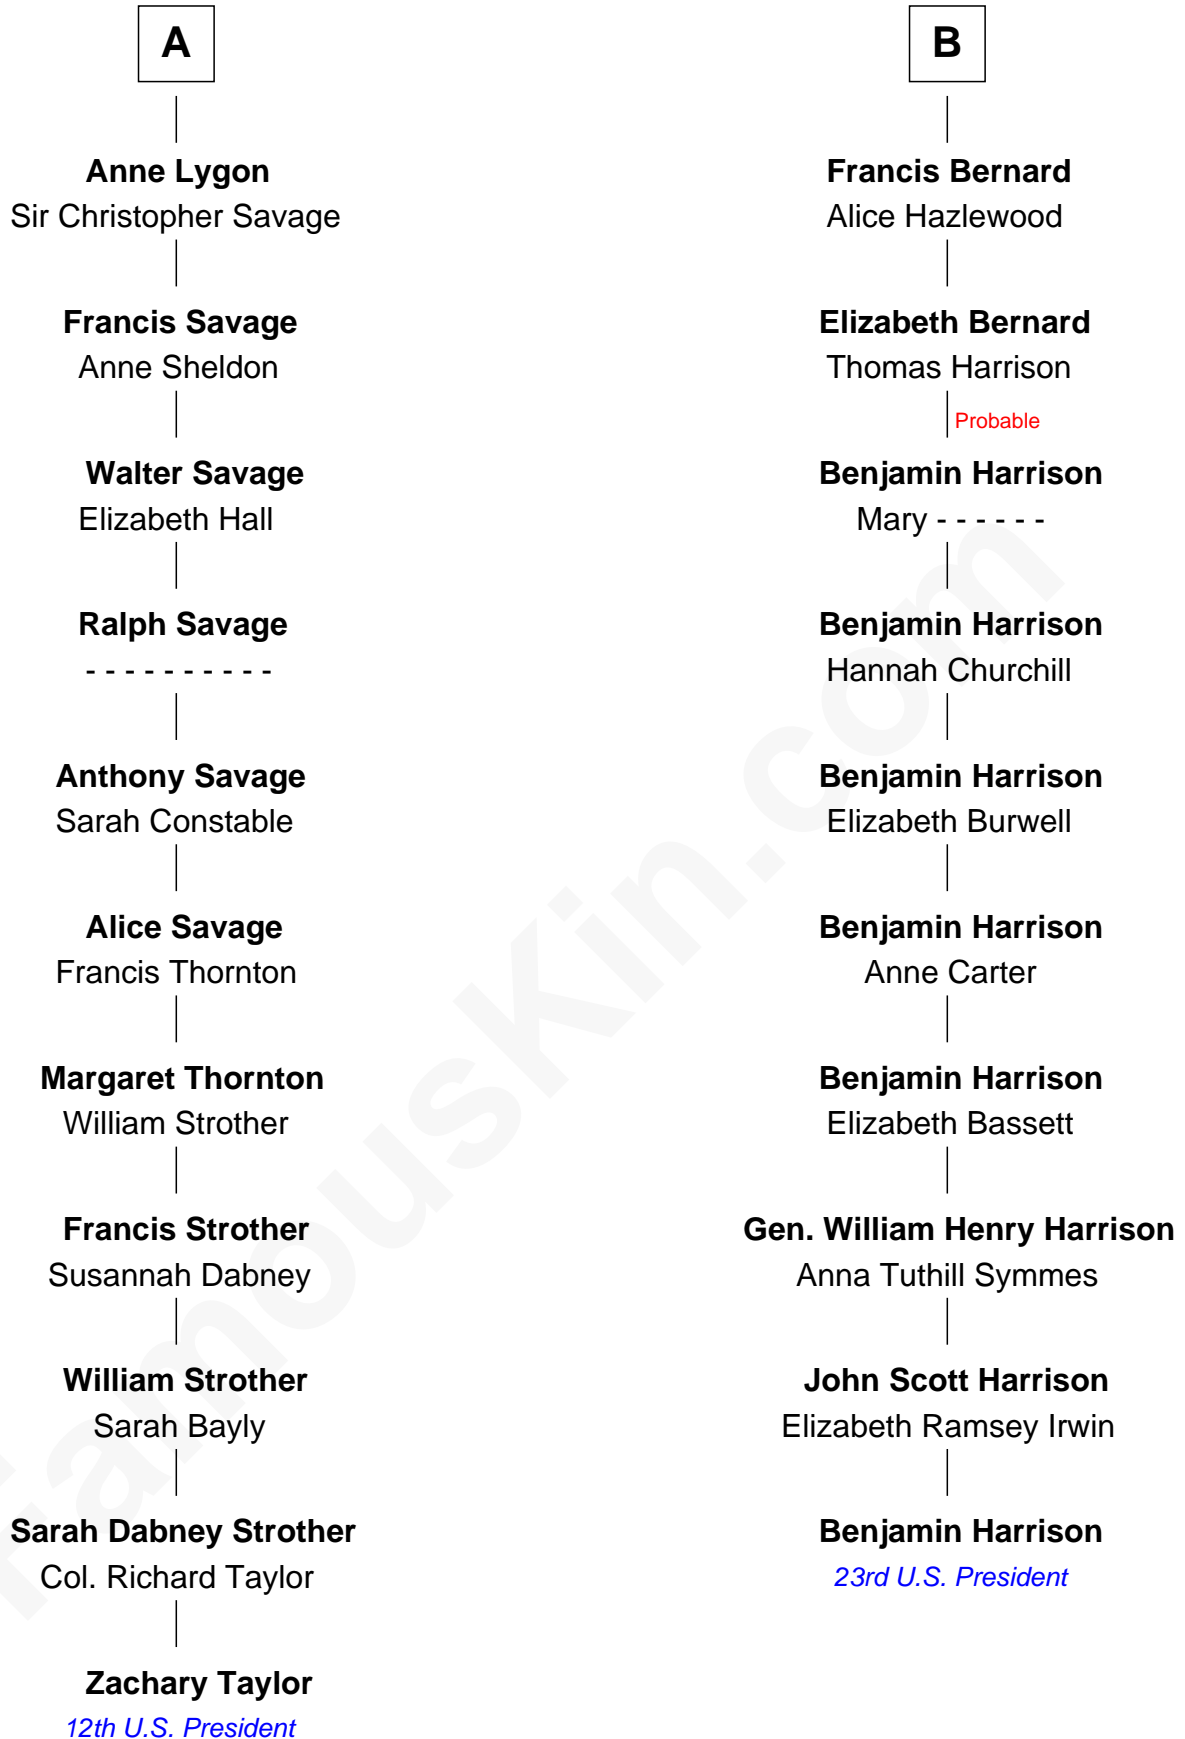 A
Anne Lygon
Sir Christopher Savage
Francis Savage
Anne Sheldon
Walter Savage
Elizabeth Hall
Ralph Savage
- - - - - - - - - -
Anthony Savage
Sarah Constable
Alice Savage
Francis Thornton
Margaret Thornton
William Strother
Francis Strother
Susannah Dabney
William Strother
Sarah Bayly
Sarah Dabney Strother
Col. Richard Taylor
Zachary Taylor
12th U.S. President
B
Francis Bernard
Alice Hazlewood
Elizabeth Bernard
Thomas Harrison
Probable
Benjamin Harrison
Mary - - - - - -
Benjamin Harrison
Hannah Churchill
Benjamin Harrison
Elizabeth Burwell
Benjamin Harrison
Anne Carter
Benjamin Harrison
Elizabeth Bassett
Gen. William Henry Harrison
Anna Tuthill Symmes
John Scott Harrison
Elizabeth Ramsey Irwin
Benjamin Harrison
23rd U.S. President
famousKin.com